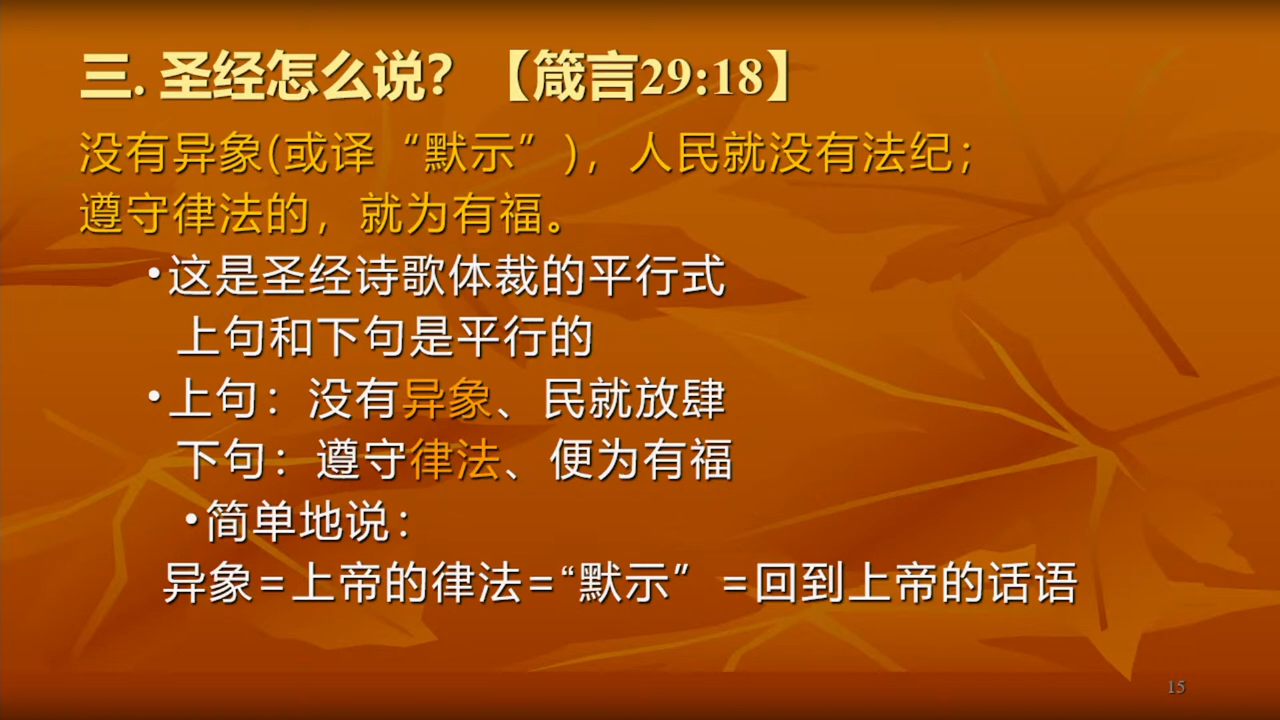 三. 圣经怎么说？【箴言29:18】
没有异象(或译“默示”)，人民就没有法纪；
遵守律法的，就为有福。
•这是圣经诗歌体裁的平行式
上句和下句是平行的
•上句：没有异象、民就放肆
下句：遵守律法、便为有福
•简单地说：
异象=上帝的律法=“默示”=回到上帝的话语
15